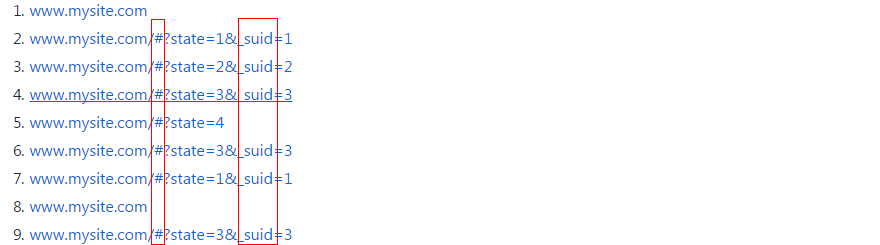 1. www.mysite.com
2. www.mysite.com/#?state=1&_suid=1
3. www.mysite.com/#?state=2&_suid=2
4. www.mysite.com/#?state=3&_suid=3
5. www.mysite.com/#?state=4
6. www.mysite.com/#?state=3&_suid=3
7. www.mysite.com/#?state=1&_suid=1
8. www.mysite.com
9. www.mysite.com/#?state=3&_suid=3